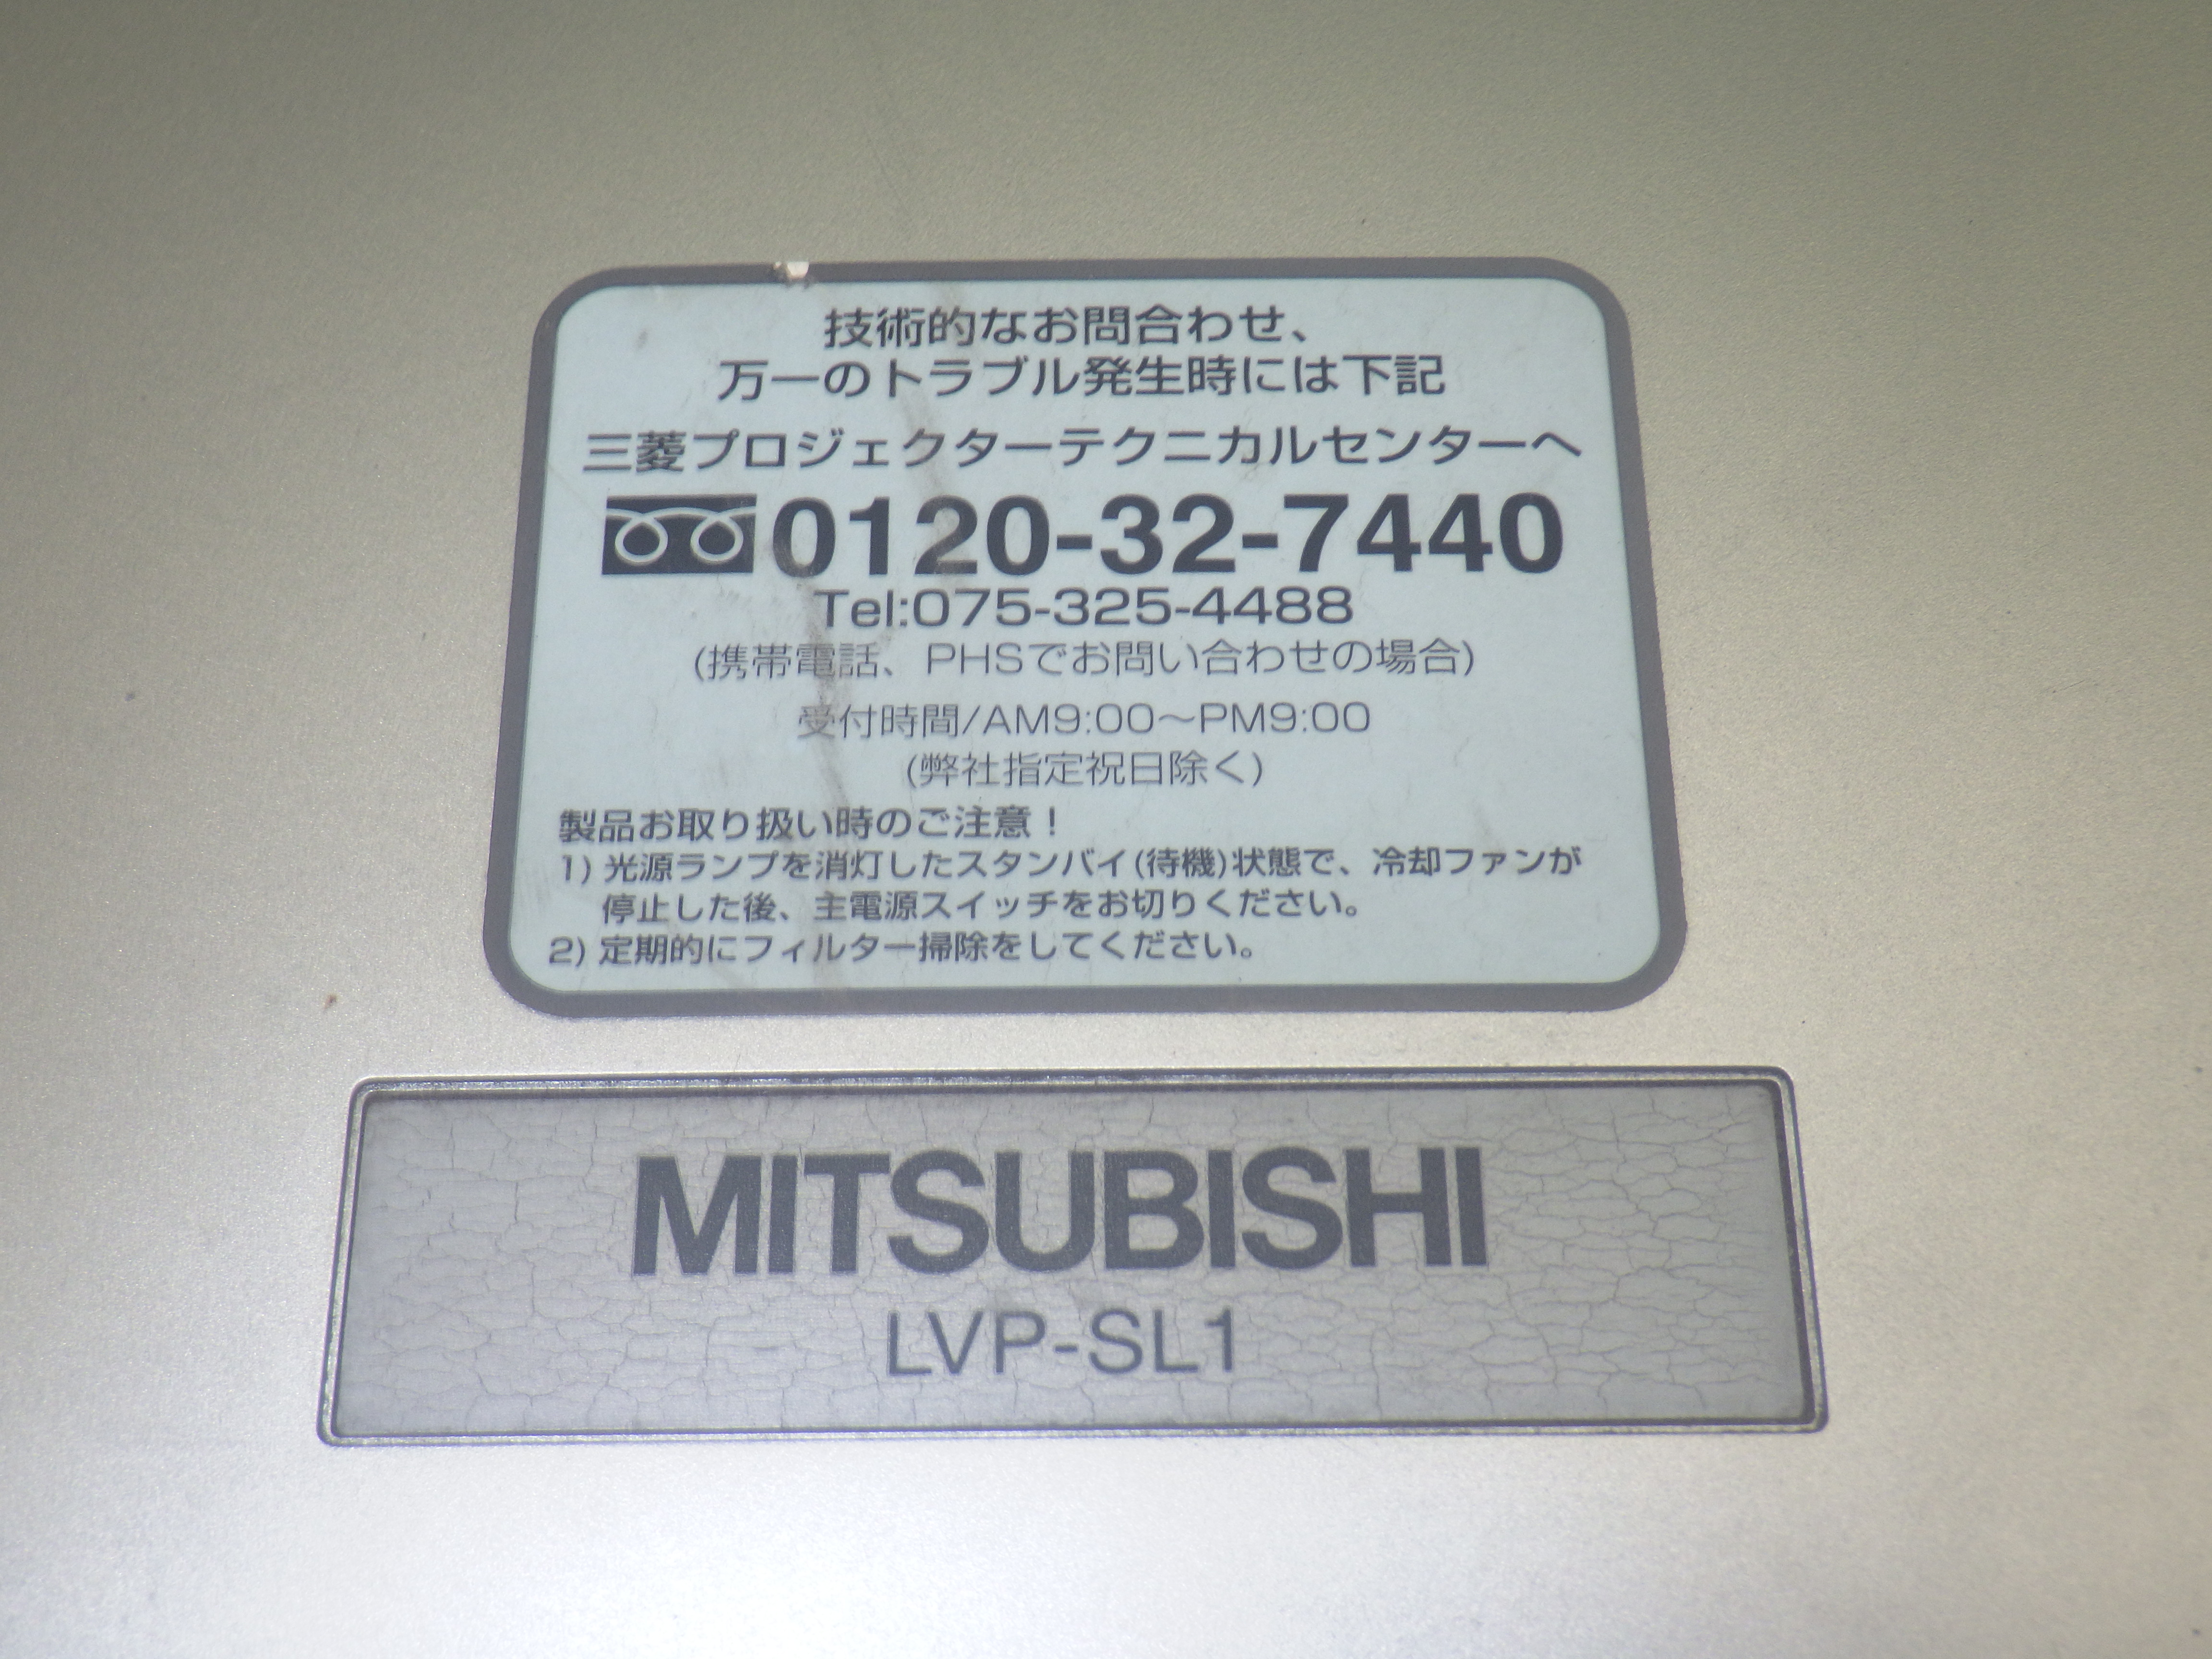 技術的なお問合わせ、
万一のトラブル発生時には下記
三菱プロジェクターテクニカルセンターへ
0120-32-7440
Tel:075-325-4488
(携帯電話、PHSでお問い合わせの場合)
受付時間/AM9:00～PM9:00
(弊社指定祝日除く)
製品お取り扱い時のご注意！
1) 光源ランプを消灯したスタンバイ(待機)状態で、冷却ファンが
停止した後、主電源スイッチをお切りください。
2) 定期的にフィルター掃除をしてください。
MITSUBISHI
LVP-SL1